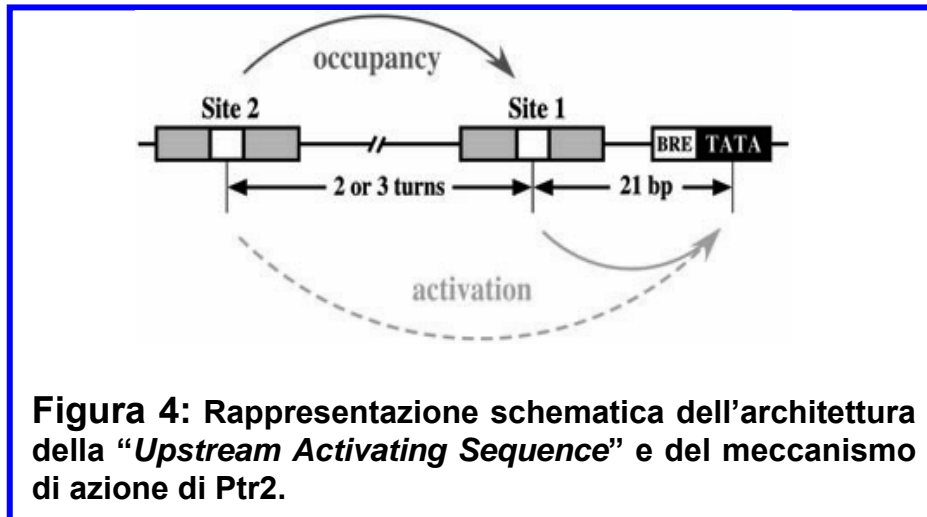 occupancy
Site 2 Site 1
BRE TATA
2 or 3 turns 21 bp
activation
Figura 4: Rappresentazione schematica dell’architettura
della “Upstream Activating Sequence” e del meccanismo
di azione di Ptr2.